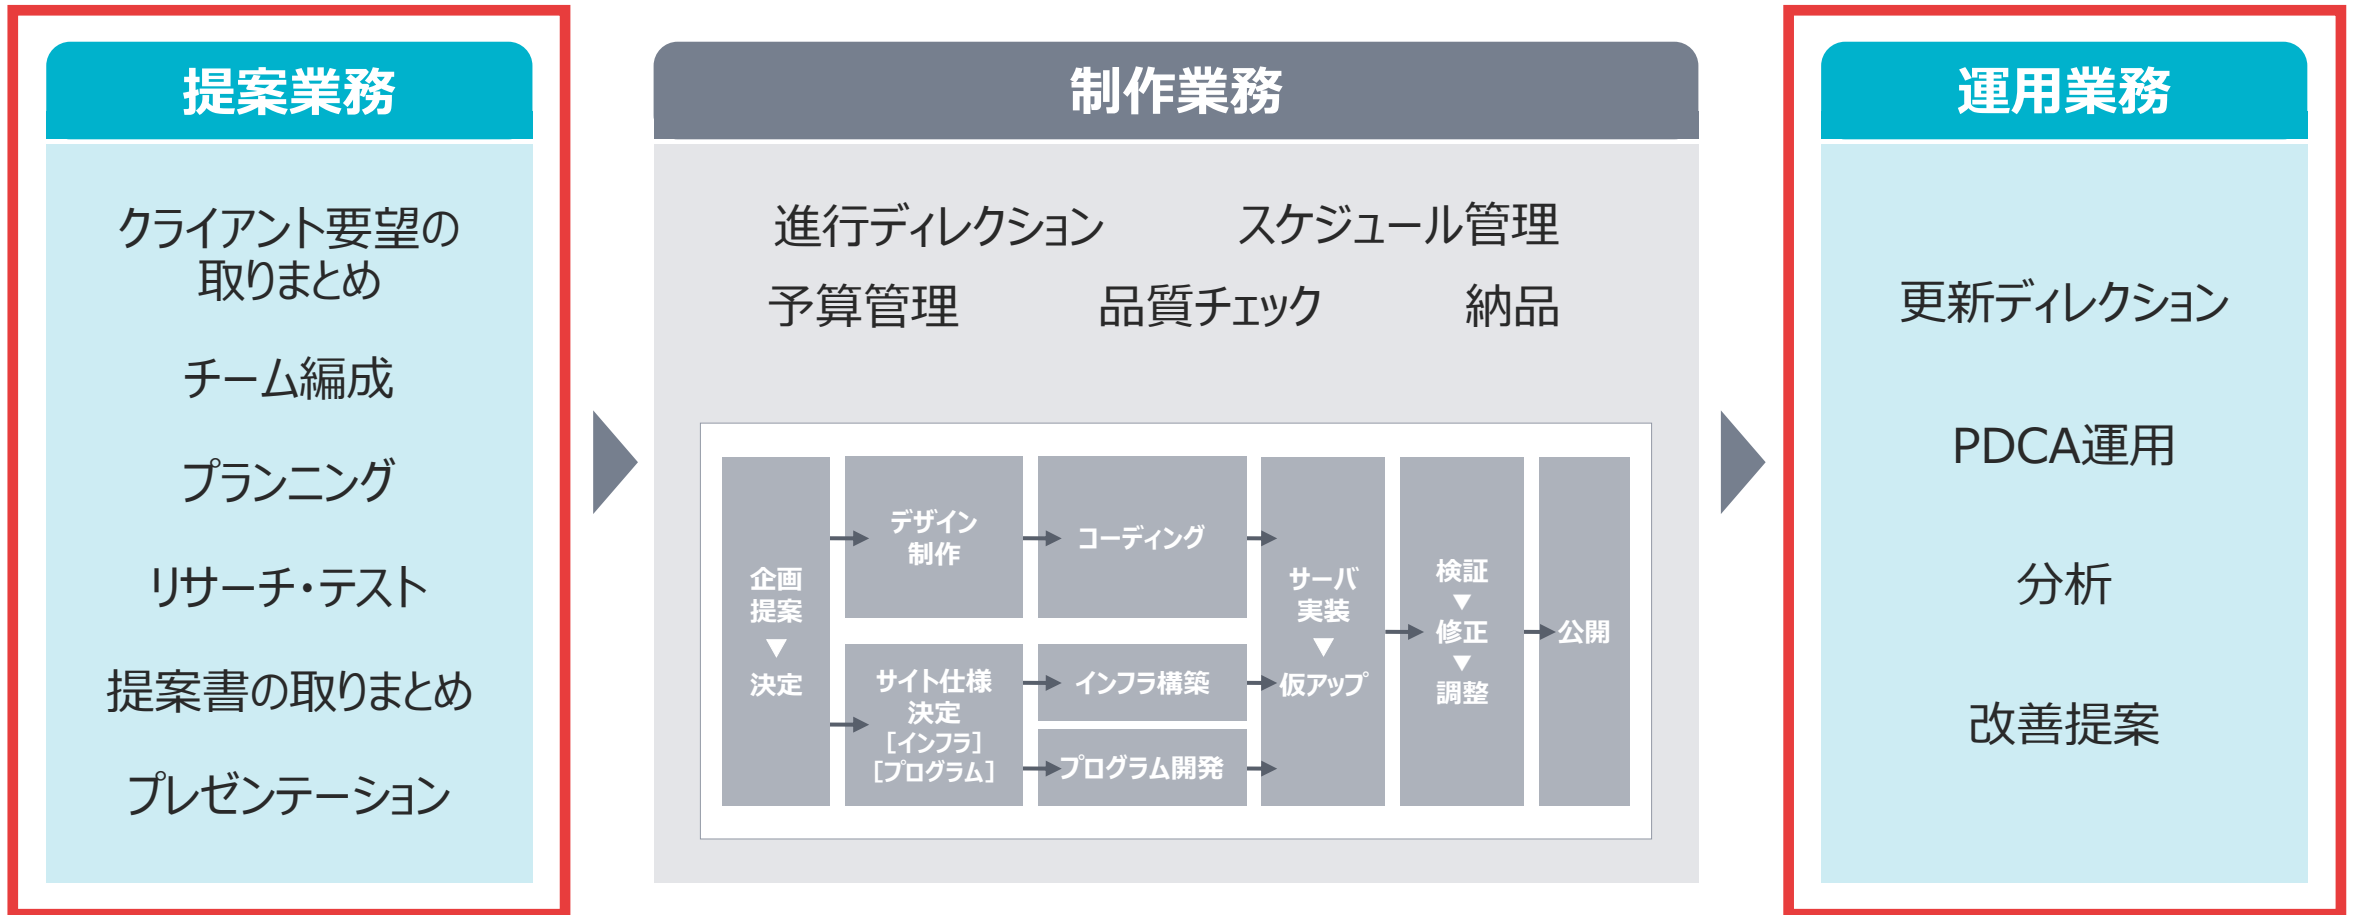 提案業務
クライアント要望の
取りまとめ
チーム編成
プランニング
リサーチ・テスト
提案書の取りまとめ
プレゼンテーション
制作業務
進行ディレクション
スケジュール管理
予算管理
品質チェック
納品
企画
提案
▼
決定
デザイン
制作
コーディング
サイト仕様
決定
［インフラ］
［プログラム］
インフラ構築
プログラム開発
サーバ
実装
▼
仮アップ
検証
▼
修正
▼
調整
公開
運用業務
更新ディレクション
PDCA運用
分析
改善提案